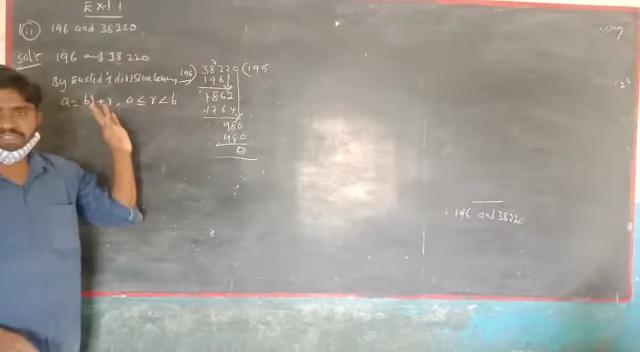 Ex 1.1
1 (ii) 196 and 38220
Sol:- 196 and 38220
By Euclid's division
a = bq + r, 0 ≤ r < b
196) 38220 (195
196
1862
1764
980
980
0
196 and 38220